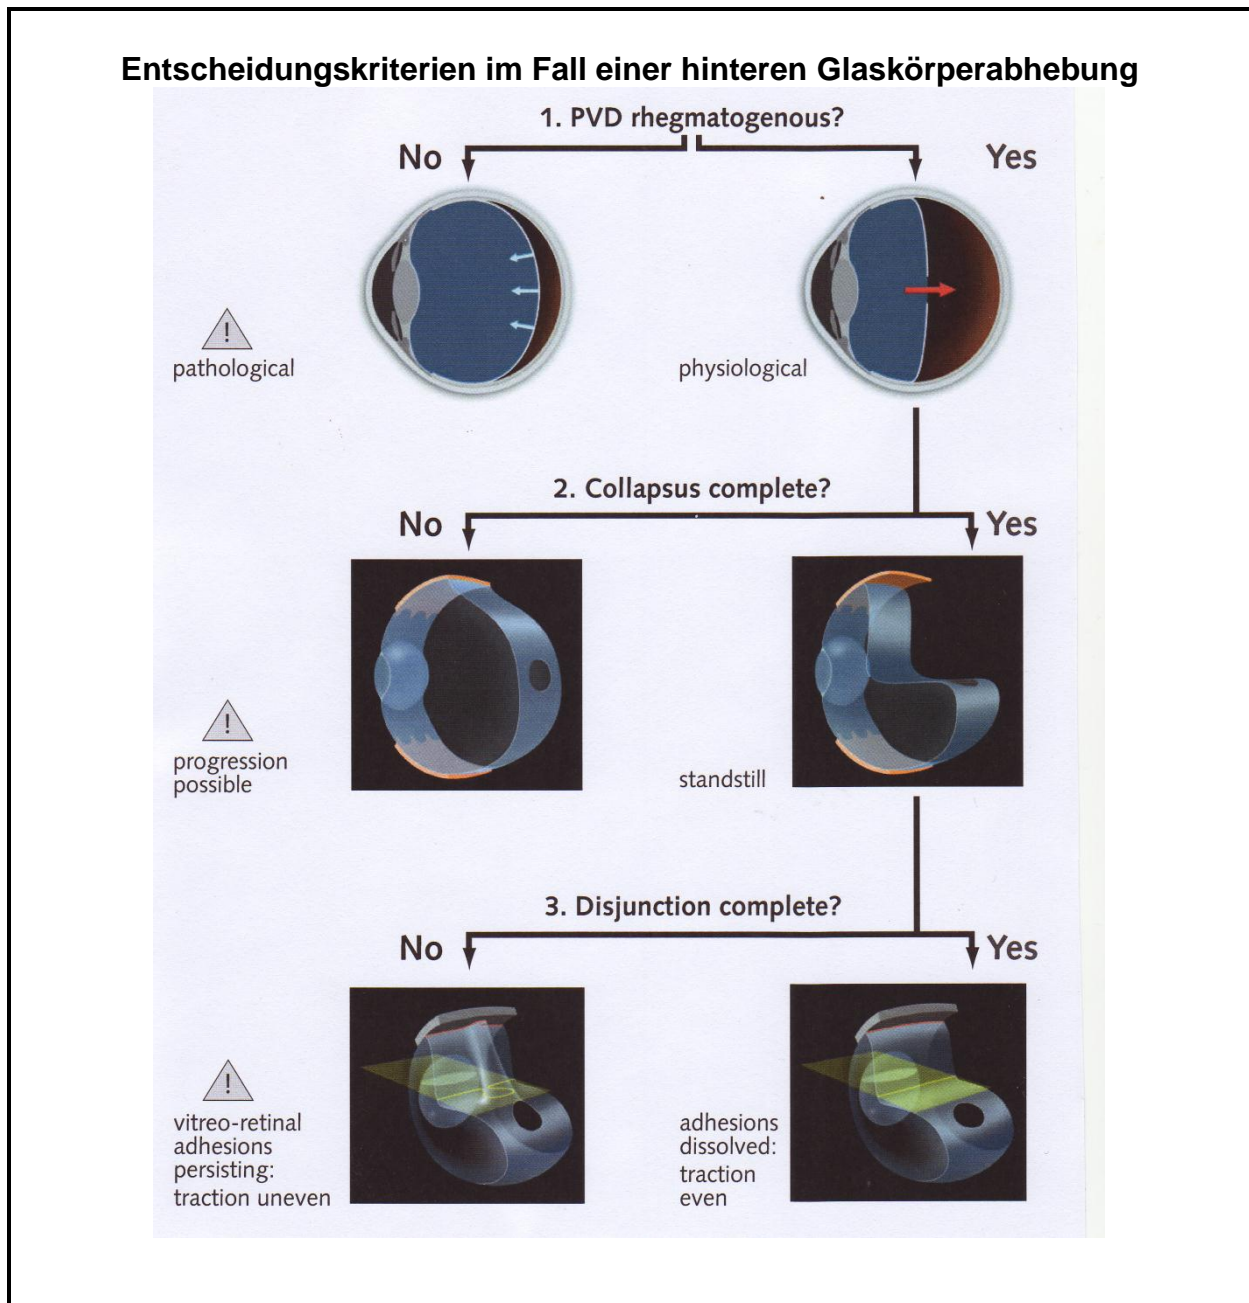 Entscheidungskriterien im Fall einer hinteren Glaskörperabhebung
1. PVD rhegmatogenous?
No
Yes
!
pathological
physiological
2. Collapsus complete?
No
Yes
!
progression
possible
standstill
3. Disjunction complete?
No
Yes
!
vitreo-retinal
adhesions
persisting:
traction uneven
adhesions
dissolved:
traction
even